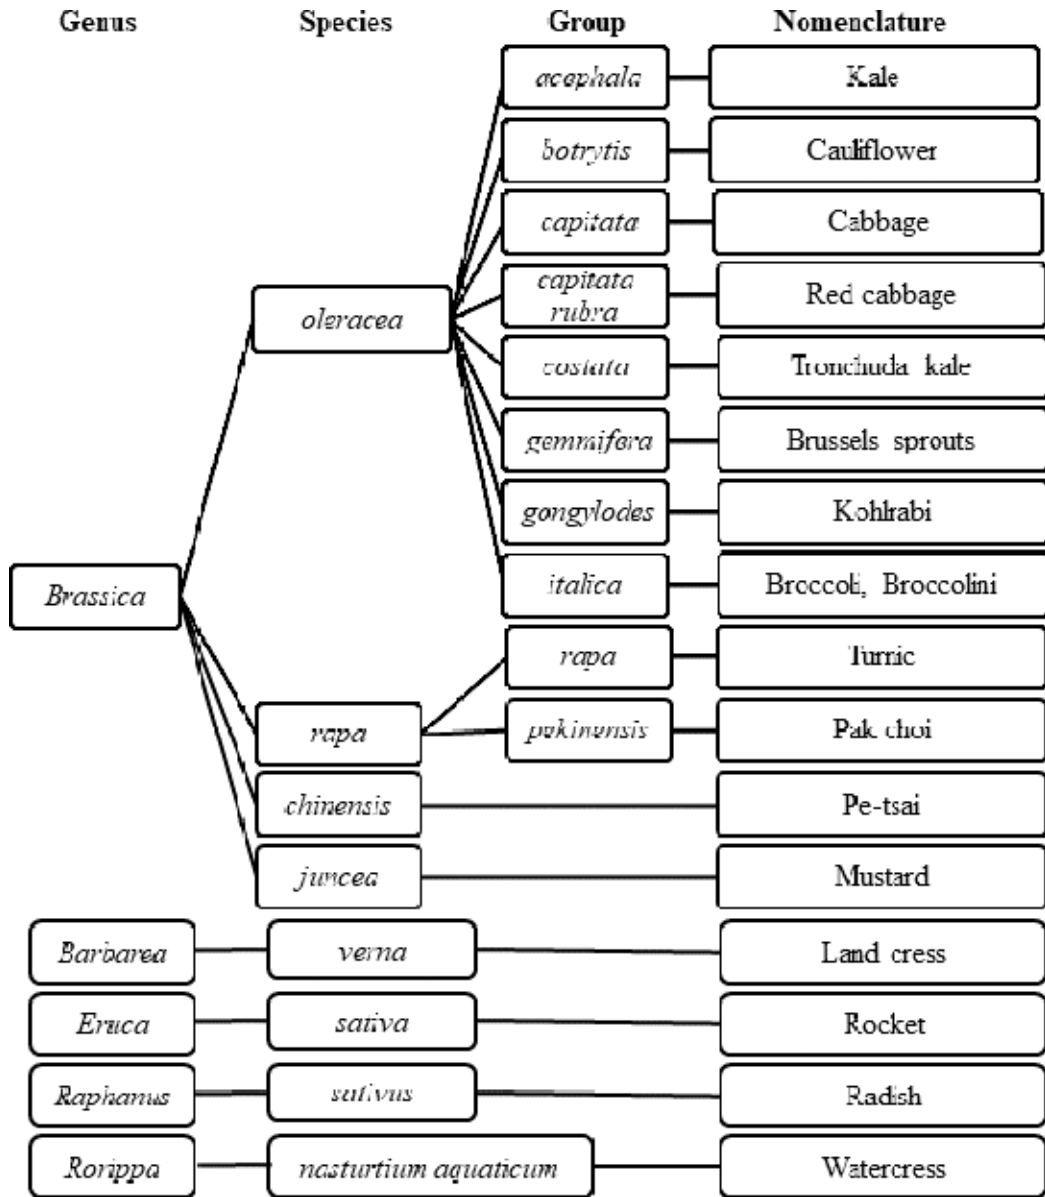 Genus Species Group Nomenclature
acephala Kale
botrytis Cauliflower
capitata Cabbage
capitata
rubra
Red cabbage
oleracea
costata Tronchuda kale
gemmifera Brussels sprouts
gongylodes Kohlrabi
Brassica
italica Broccoli, Broccolini
rapa Turnic
rapa
pekinensis Pak choi
chinensis Pe-tsai
juncea Mustard
Barbarea verna Land cress
Eruca sativa Rocket
Raphanus sativus Radish
Rorippa nasturtium aquaticum Watercress